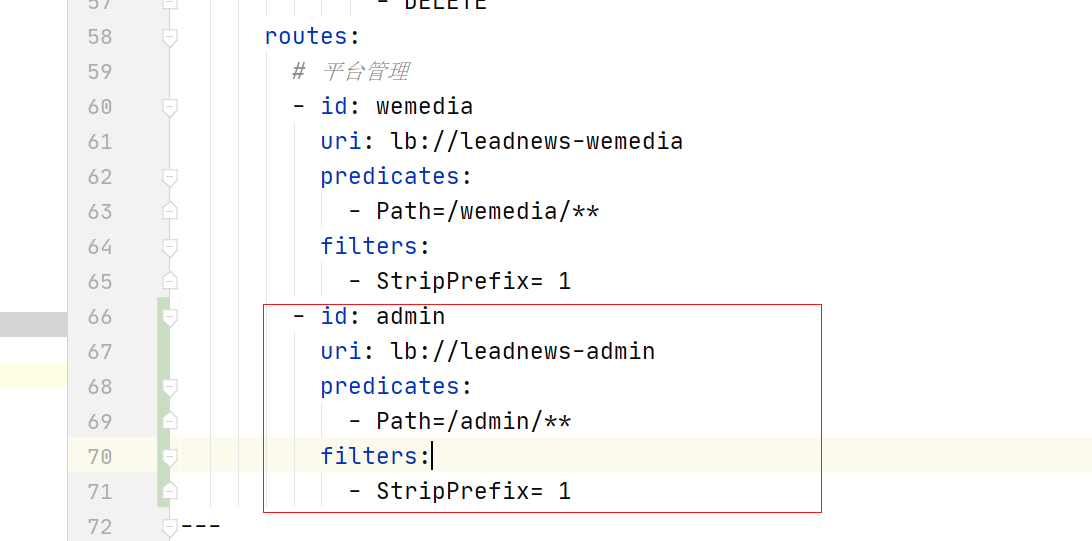 57 - DELETE
58 routes:
59 # 平台管理
60 - id: wemedia
61 uri: lb://leadnews-wemedia
62 predicates:
63 - Path=/wemedia/**
64 filters:
65 - StripPrefix= 1
66 - id: admin
67 uri: lb://leadnews-admin
68 predicates:
69 - Path=/admin/**
70 filters:
71 - StripPrefix= 1
72 ---